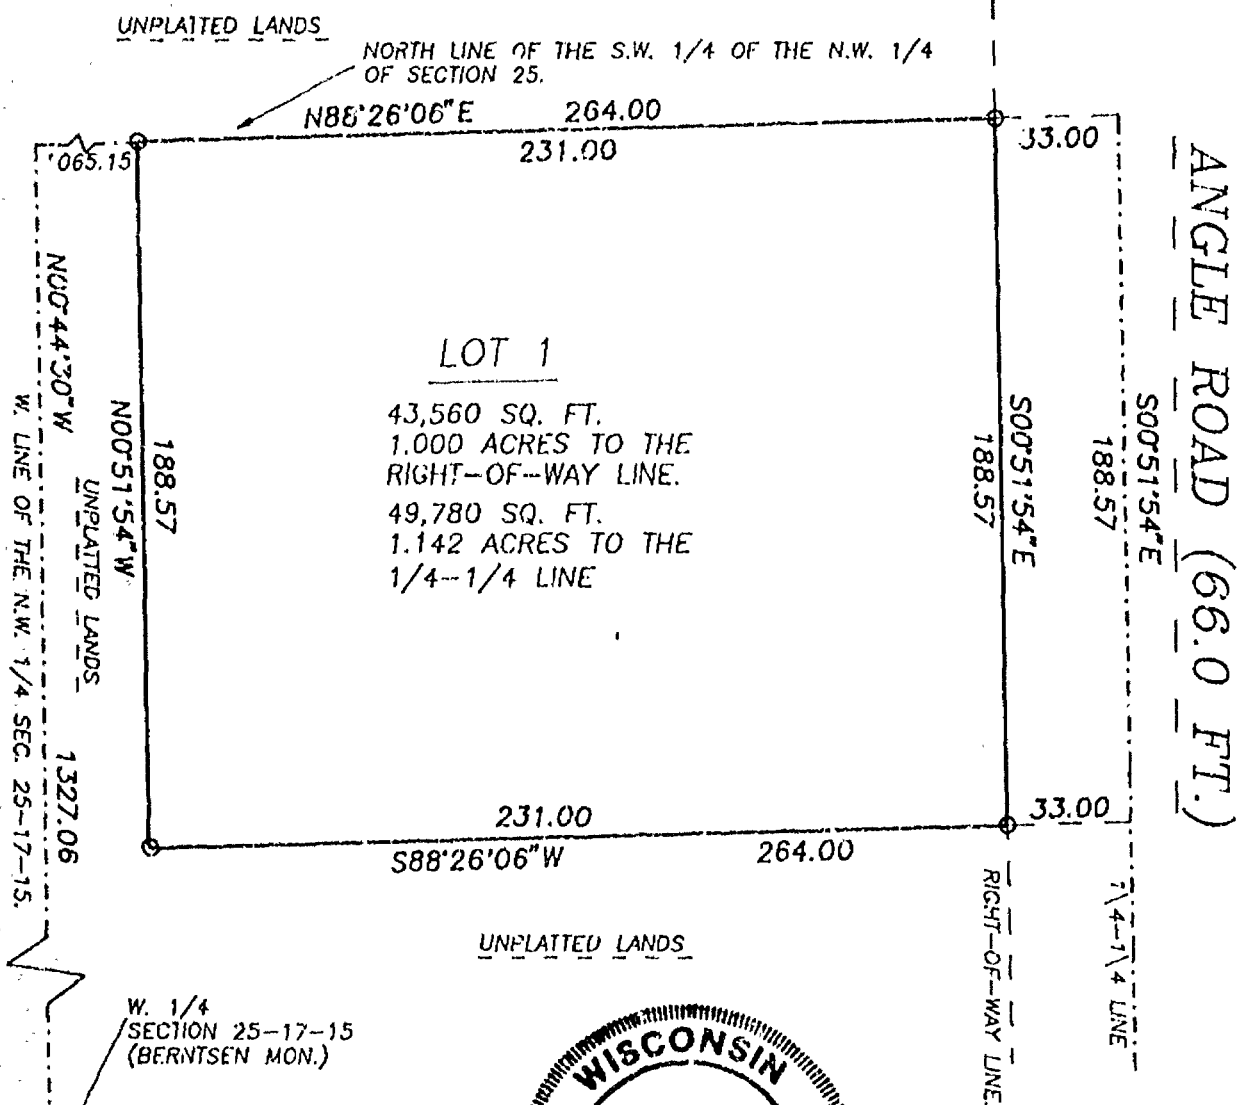 UNPLATTED LANDS
NORTH LINE OF THE S.W. 1/4 OF THE N.W. 1/4
OF SECTION 25.
N88°26'06"E 264.00
231.00
33.00
1065.15
ANGLE ROAD (66.0 FT.)
N00°44'30"W
1327.06
W. LINE OF THE N.W. 1/4 SEC. 25-17-15.
UNPLATTED LANDS
N00°51'54"W
188.57
LOT 1
43,560 SQ. FT.
1.000 ACRES TO THE
RIGHT-OF-WAY LINE.
49,780 SQ. FT.
1.142 ACRES TO THE
1/4-1/4 LINE
S00°51'54"E
188.57
S00°51'54"E
188.57
231.00
33.00
S88°26'06"W 264.00
RIGHT-OF-WAY LINE.
1/4-1/4 LINE
UNPLATTED LANDS
W. 1/4
SECTION 25-17-15
(BERNTSEN MON.)
WISCONSIN